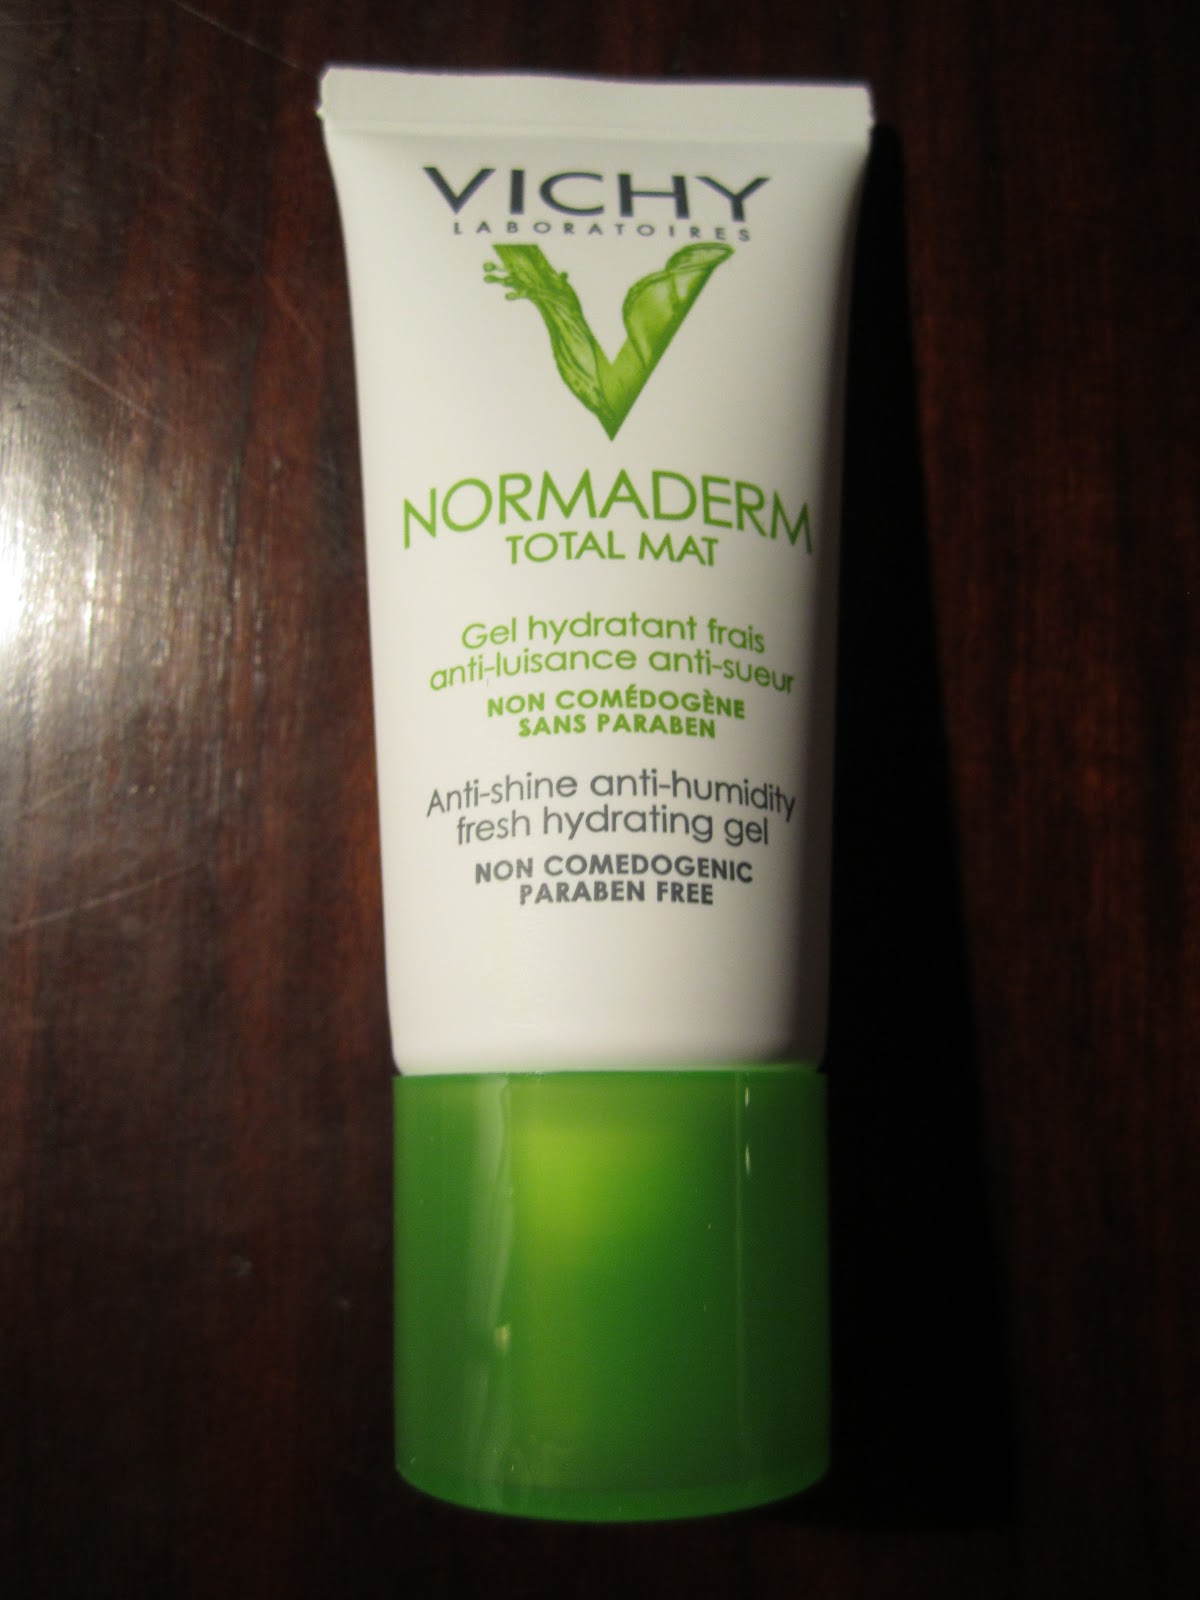 VICHY
LABORATOIRES
NORMADERM
TOTAL MAT
Gel hydratant frais
anti-luisance anti-sueur
NON COMÉDOGÈNE
SANS PARABEN
Anti-shine anti-humidity
fresh hydrating gel
NON COMEDOGENIC
PARABEN FREE